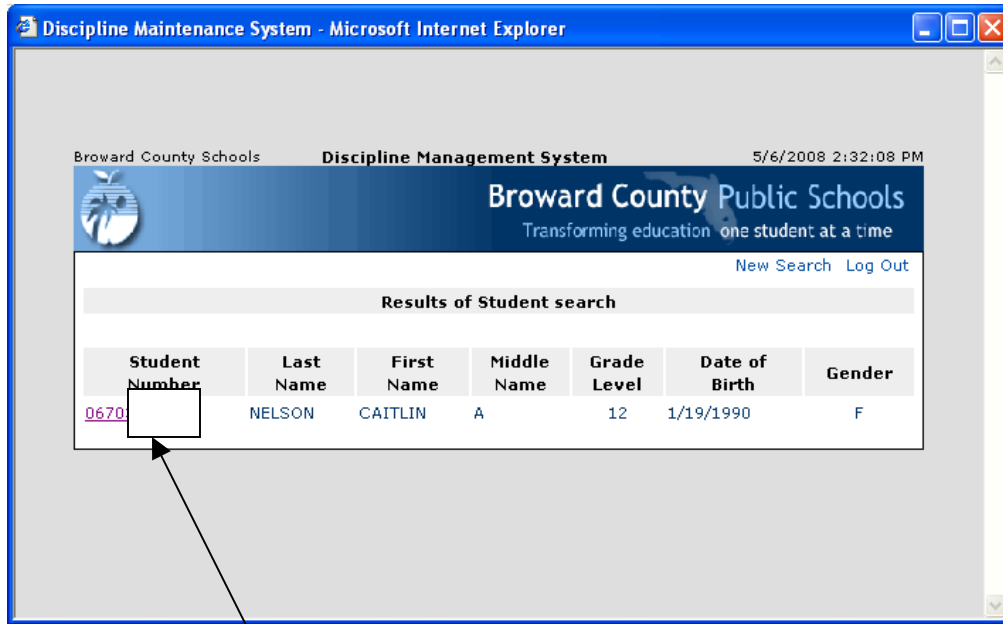 Discipline Maintenance System - Microsoft Internet Explorer
Broward County Schools Discipline Management System 5/6/2008 2:32:08 PM
Broward County Public Schools
Transforming education one student at a time
New Search Log Out
Results of Student search
Student Number Last Name First Name Middle Name Grade Level Date of Birth Gender
0670 NELSON CAITLIN A 12 1/19/1990 F